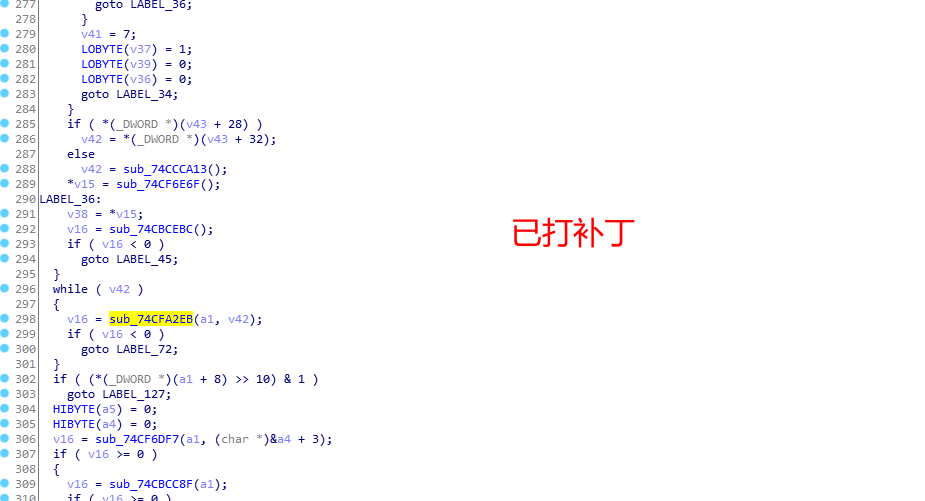 277 goto LABEL_36;
278 }
279 v41 = 7;
280 LOBYTE(v37) = 1;
281 LOBYTE(v39) = 0;
282 LOBYTE(v36) = 0;
283 goto LABEL_34;
284 }
285 if ( *(_DWORD *)(v43 + 28) )
286 v42 = *(_DWORD *)(v43 + 32);
287 else
288 v42 = sub_74CCCA13();
289 *v15 = sub_74CF6E6F();
290 LABEL_36:
291 v38 = *v15;
292 v16 = sub_74CBCEBC();
293 if ( v16 < 0 )
294 goto LABEL_45;
295 }
296 while ( v42 )
297 {
298 v16 = sub_74CFA2EB(a1, v42);
299 if ( v16 < 0 )
300 goto LABEL_72;
301 }
302 if ( (*(_DWORD *)(a1 + 8) >> 10) & 1 )
303 goto LABEL_127;
304 HIBYTE(a5) = 0;
305 HIBYTE(a4) = 0;
306 v16 = sub_74CF6DF7(a1, (char *)&a4 + 3);
307 if ( v16 >= 0 )
308 {
309 v16 = sub_74CBCC8F(a1);
310 if ( v16 >= 0 )
已打补丁